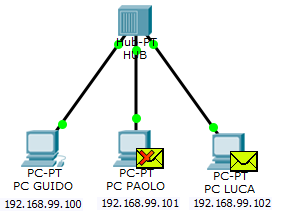 Hub-PT
HUB
PC-PT
PC GUIDO
192.168.99.100
PC-PT
PC PAOLO
192.168.99.101
PC-PT
PC LUCA
192.168.99.102